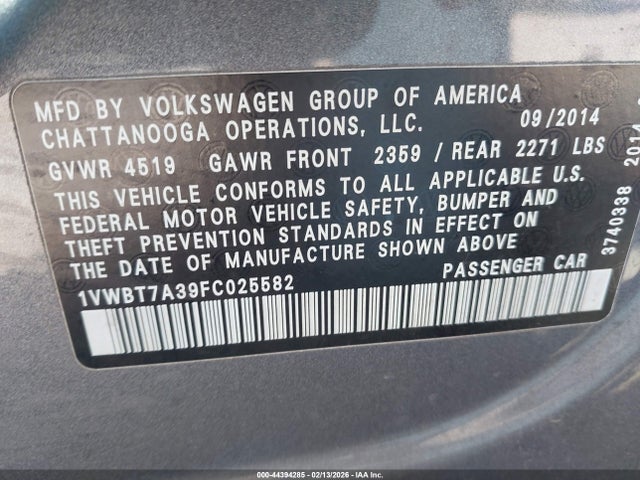 MFD BY VOLKSWAGEN GROUP OF AMERICA
CHATTANOOGA OPERATIONS, LLC. 09/2014
GVWR 4519 GAWR FRONT 2359 / REAR 2271 LBS
THIS VEHICLE CONFORMS TO ALL APPLICABLE U.S.
FEDERAL MOTOR VEHICLE SAFETY, BUMPER AND
THEFT PREVENTION STANDARDS IN EFFECT ON
THE DATE OF MANUFACTURE SHOWN ABOVE
1VWBT7A39FC025582 PASSENGER CAR
3740338 2014
000-44394285 - 02/13/2026 - IAA Inc.